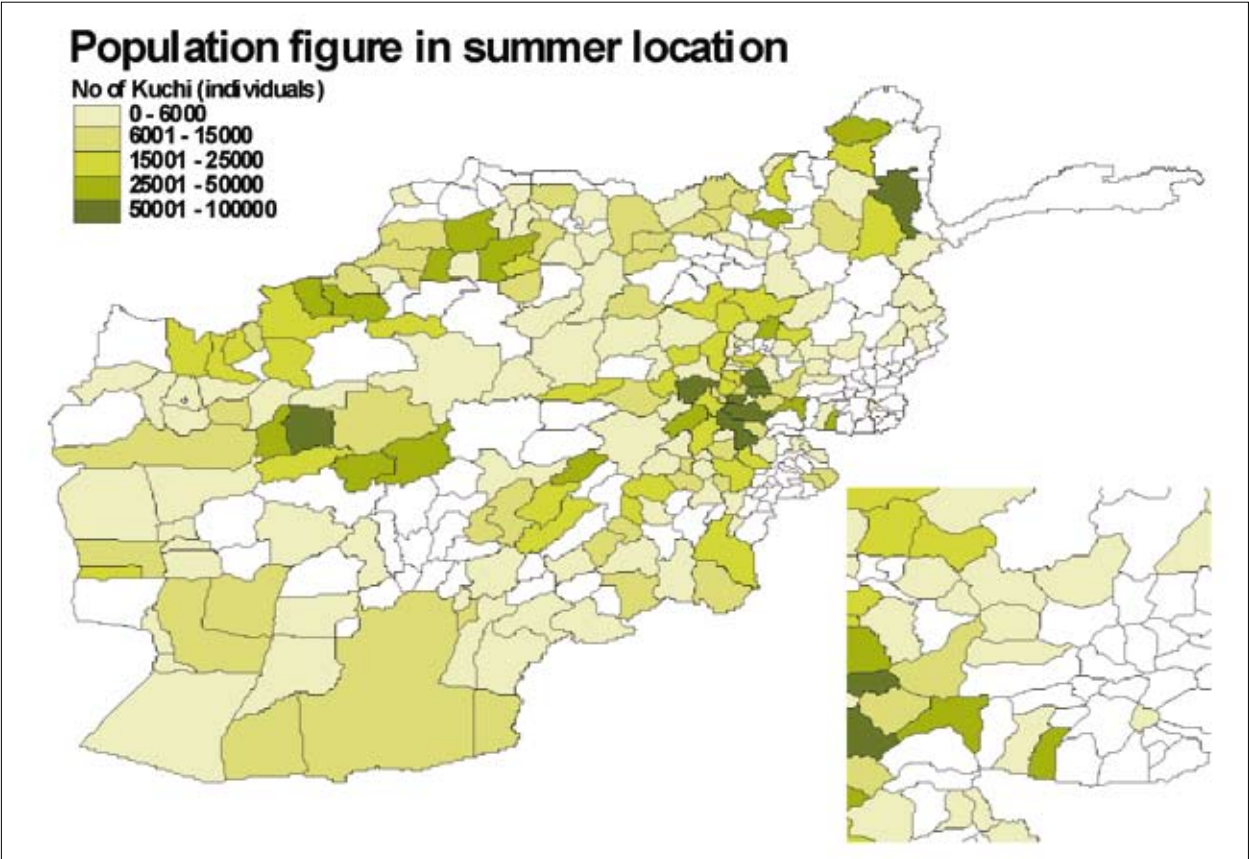 Population figure in summer location
No of Kuchi (individuals)
0 - 6000
6001 - 15000
15001 - 25000
25001 - 50000
50001 - 100000